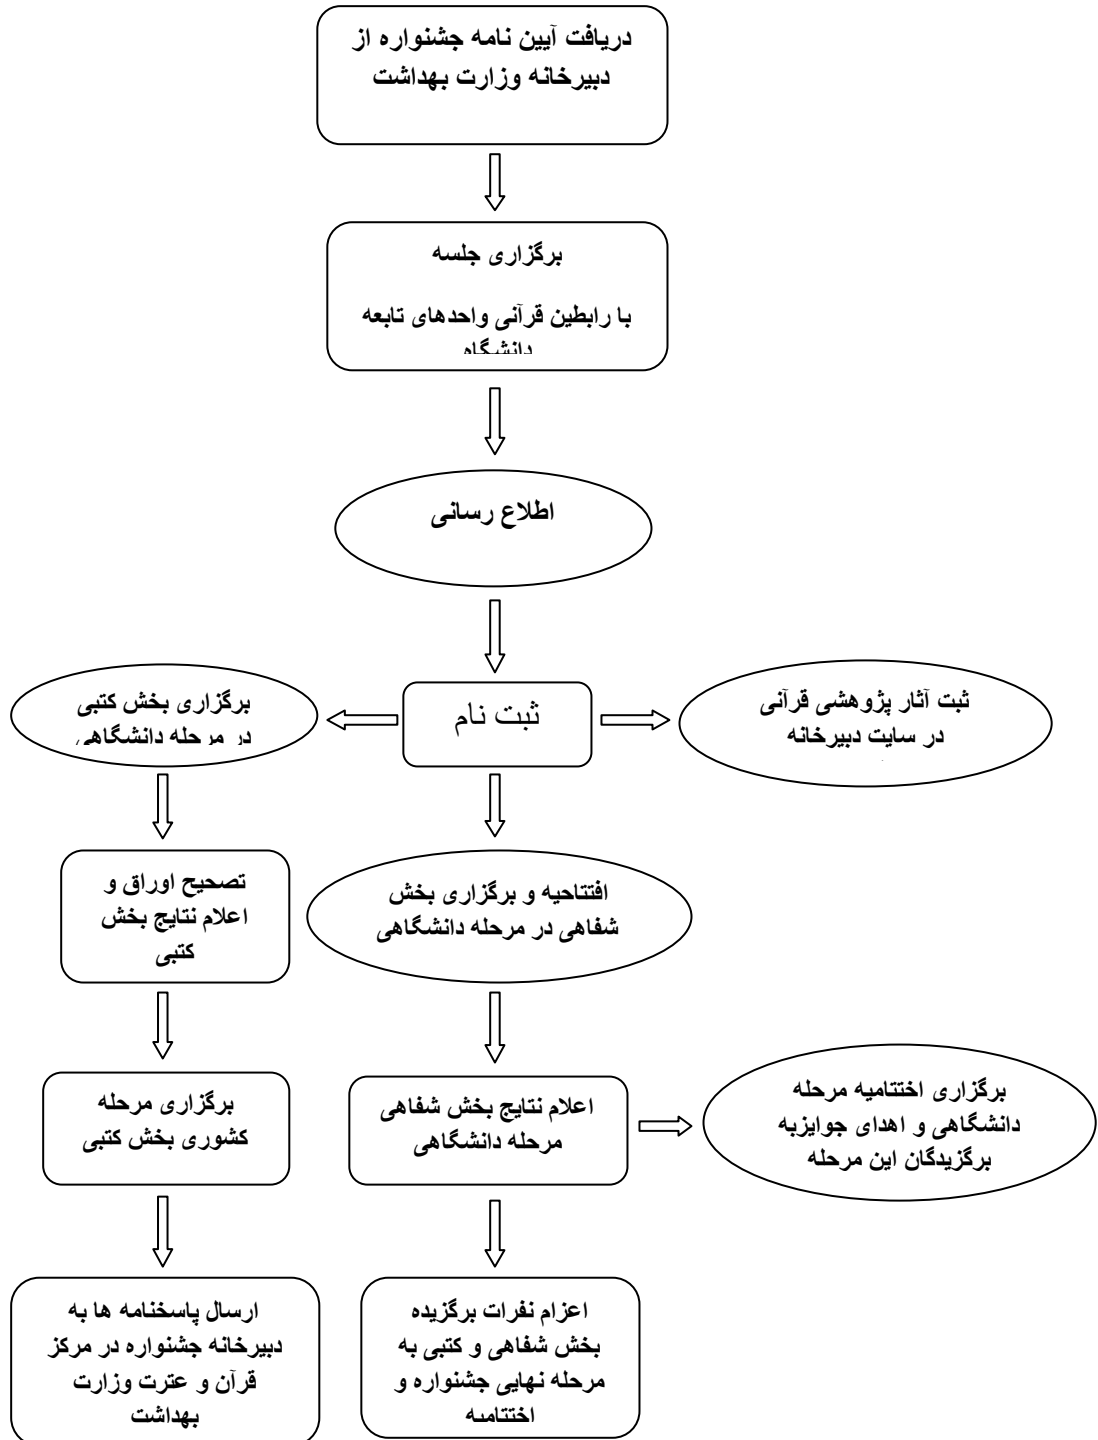 دریافت آیین نامه جشنواره از
دبیرخانه وزارت بهداشت
برگزاری جلسه
با رابطین قرآنی واحدهای تابعه
دانشگاه
اطلاع رسانی
ثبت نام
ثبت آثار پژوهشی قرآنی
در سایت دبیرخانه
برگزاری بخش کتبی
در مرحله دانشگاهی
افتتاحیه و برگزاری بخش
شفاهی در مرحله دانشگاهی
تصحیح اوراق و
اعلام نتایج بخش
کتبی
برگزاری اختتامیه مرحله
دانشگاهی و اهدای جوایزبه
برگزیدگان این مرحله
اعلام نتایج بخش شفاهی
مرحله دانشگاهی
برگزاری مرحله
کشوری بخش کتبی
اعزام نفرات برگزیده
بخش شفاهی و کتبی به
مرحله نهایی جشنواره و
اختتامیه
ارسال پاسخنامه ها به
دبیرخانه جشنواره در مرکز
قرآن و عترت وزارت
بهداشت